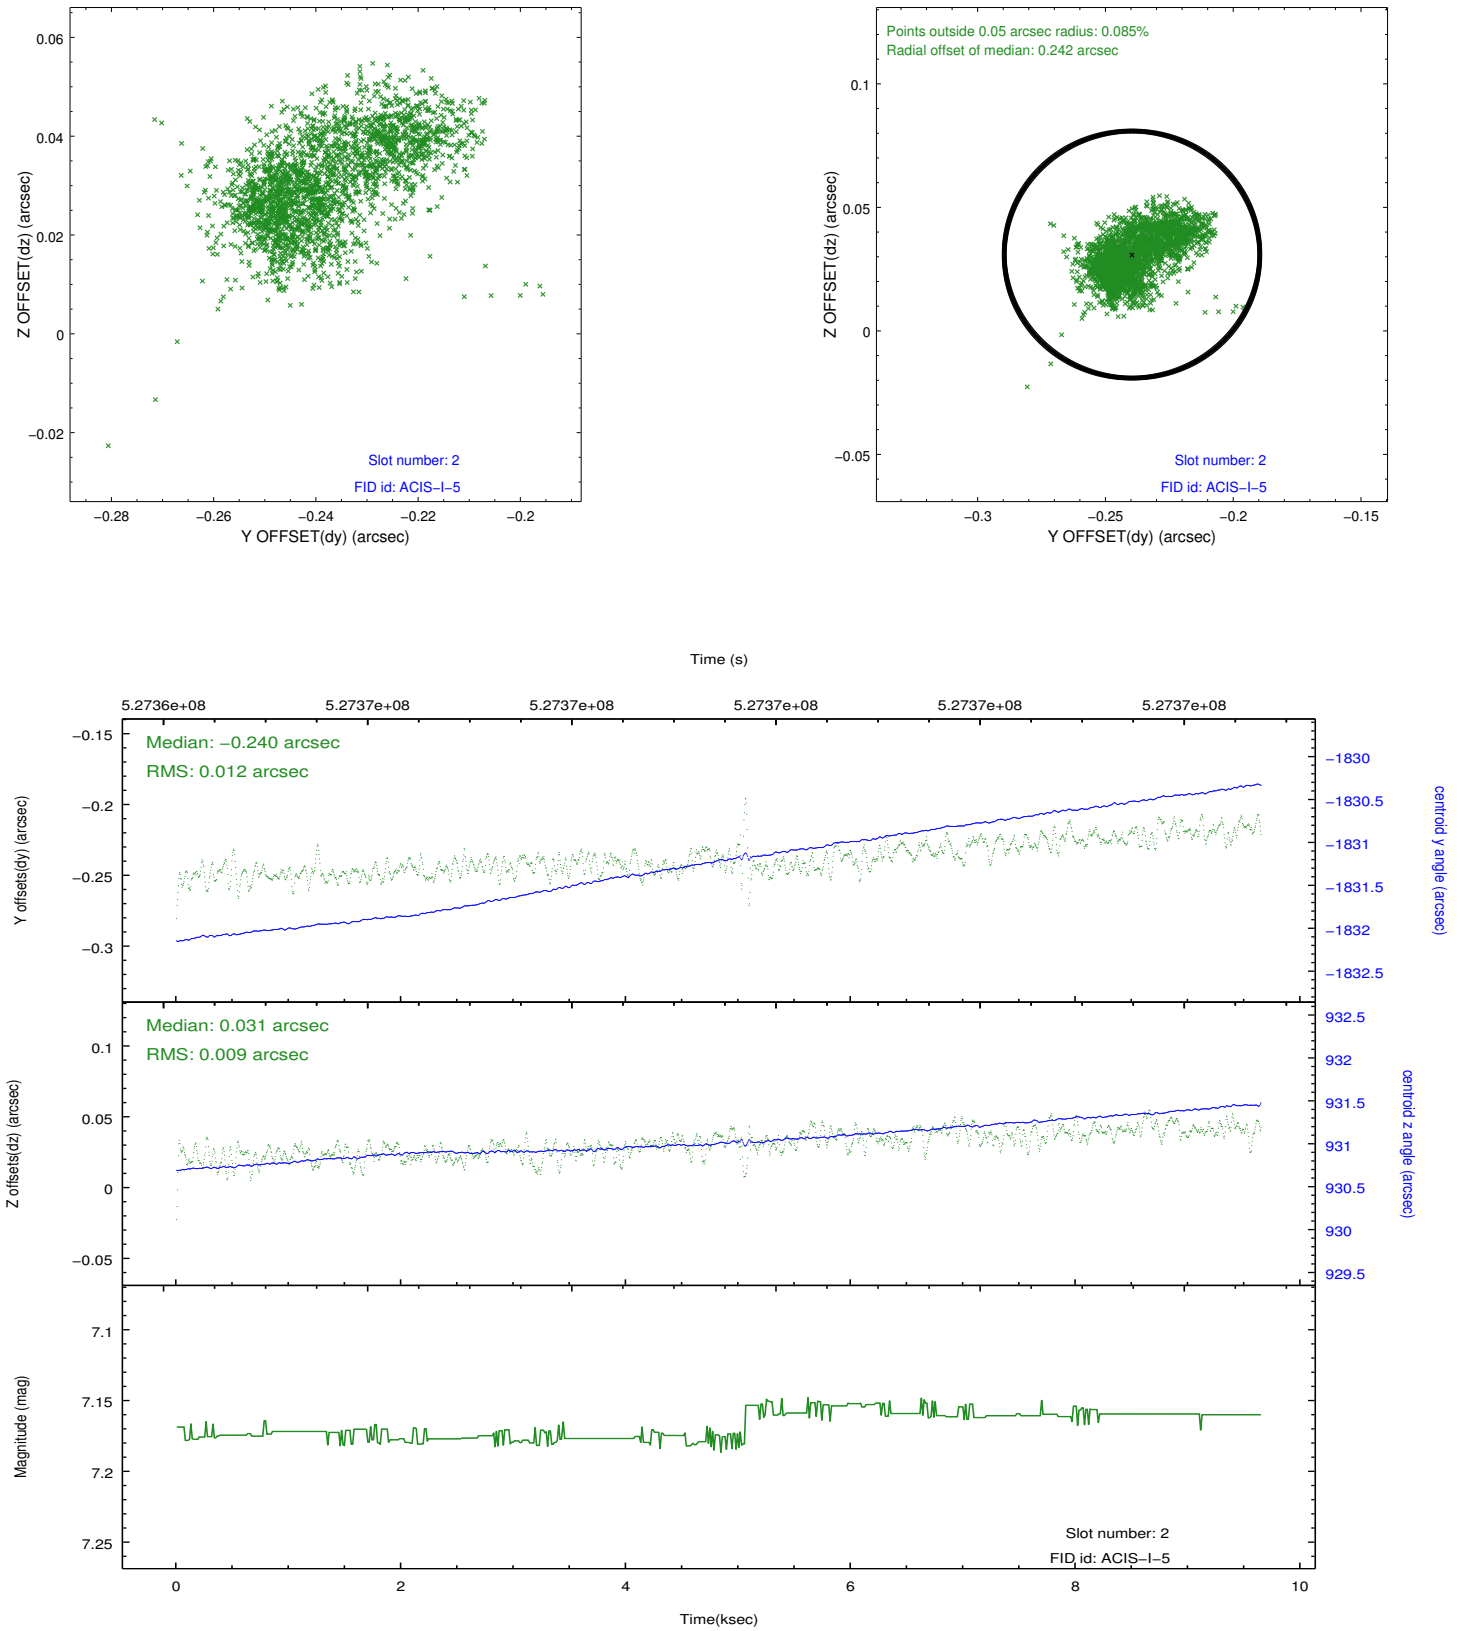 0.06
0.04
0.02
0
−0.02
Z OFFSET(dz) (arcsec)
Slot number: 2
FID id: ACIS−I−5
−0.28
−0.26
−0.24
−0.22
−0.2
Y OFFSET(dy) (arcsec)
Points outside 0.05 arcsec radius: 0.085%
Radial offset of median: 0.242 arcsec
0.1
0.05
0
−0.05
Z OFFSET(dz) (arcsec)
Slot number: 2
FID id: ACIS−I−5
−0.3
−0.25
−0.2
−0.15
Y OFFSET(dy) (arcsec)
Time (s)
5.2736e+08
5.2737e+08
5.2737e+08
5.2737e+08
5.2737e+08
5.2737e+08
Median: −0.240 arcsec
RMS: 0.012 arcsec
−0.15
−0.2
−0.25
−0.3
Y offsets(dy) (arcsec)
−1830
−1830.5
−1831
−1831.5
−1832
−1832.5
centroid y angle (arcsec)
Median: 0.031 arcsec
RMS: 0.009 arcsec
0.1
0.05
0
−0.05
Z offsets(dz) (arcsec)
932.5
932
931.5
931
930.5
930
929.5
centroid z angle (arcsec)
7.1
7.15
7.2
7.25
Magnitude (mag)
Slot number: 2
FID id: ACIS−I−5
0
2
4
6
8
10
Time(ksec)